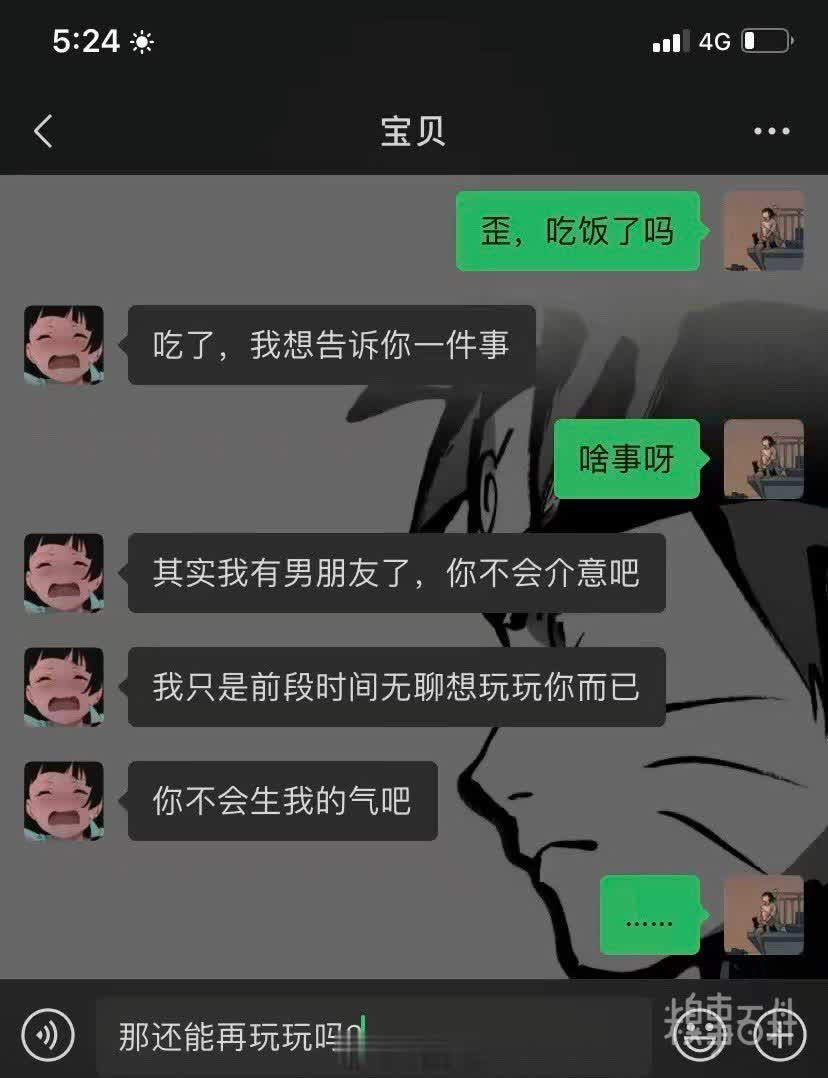 5:24
4G
宝贝
歪，吃饭了吗
吃了，我想告诉你一件事
啥事呀
其实我有男朋友了，你不会介意吧
我只是前段时间无聊想玩玩你而已
你不会生我的气吧
......
那还能再玩玩吗